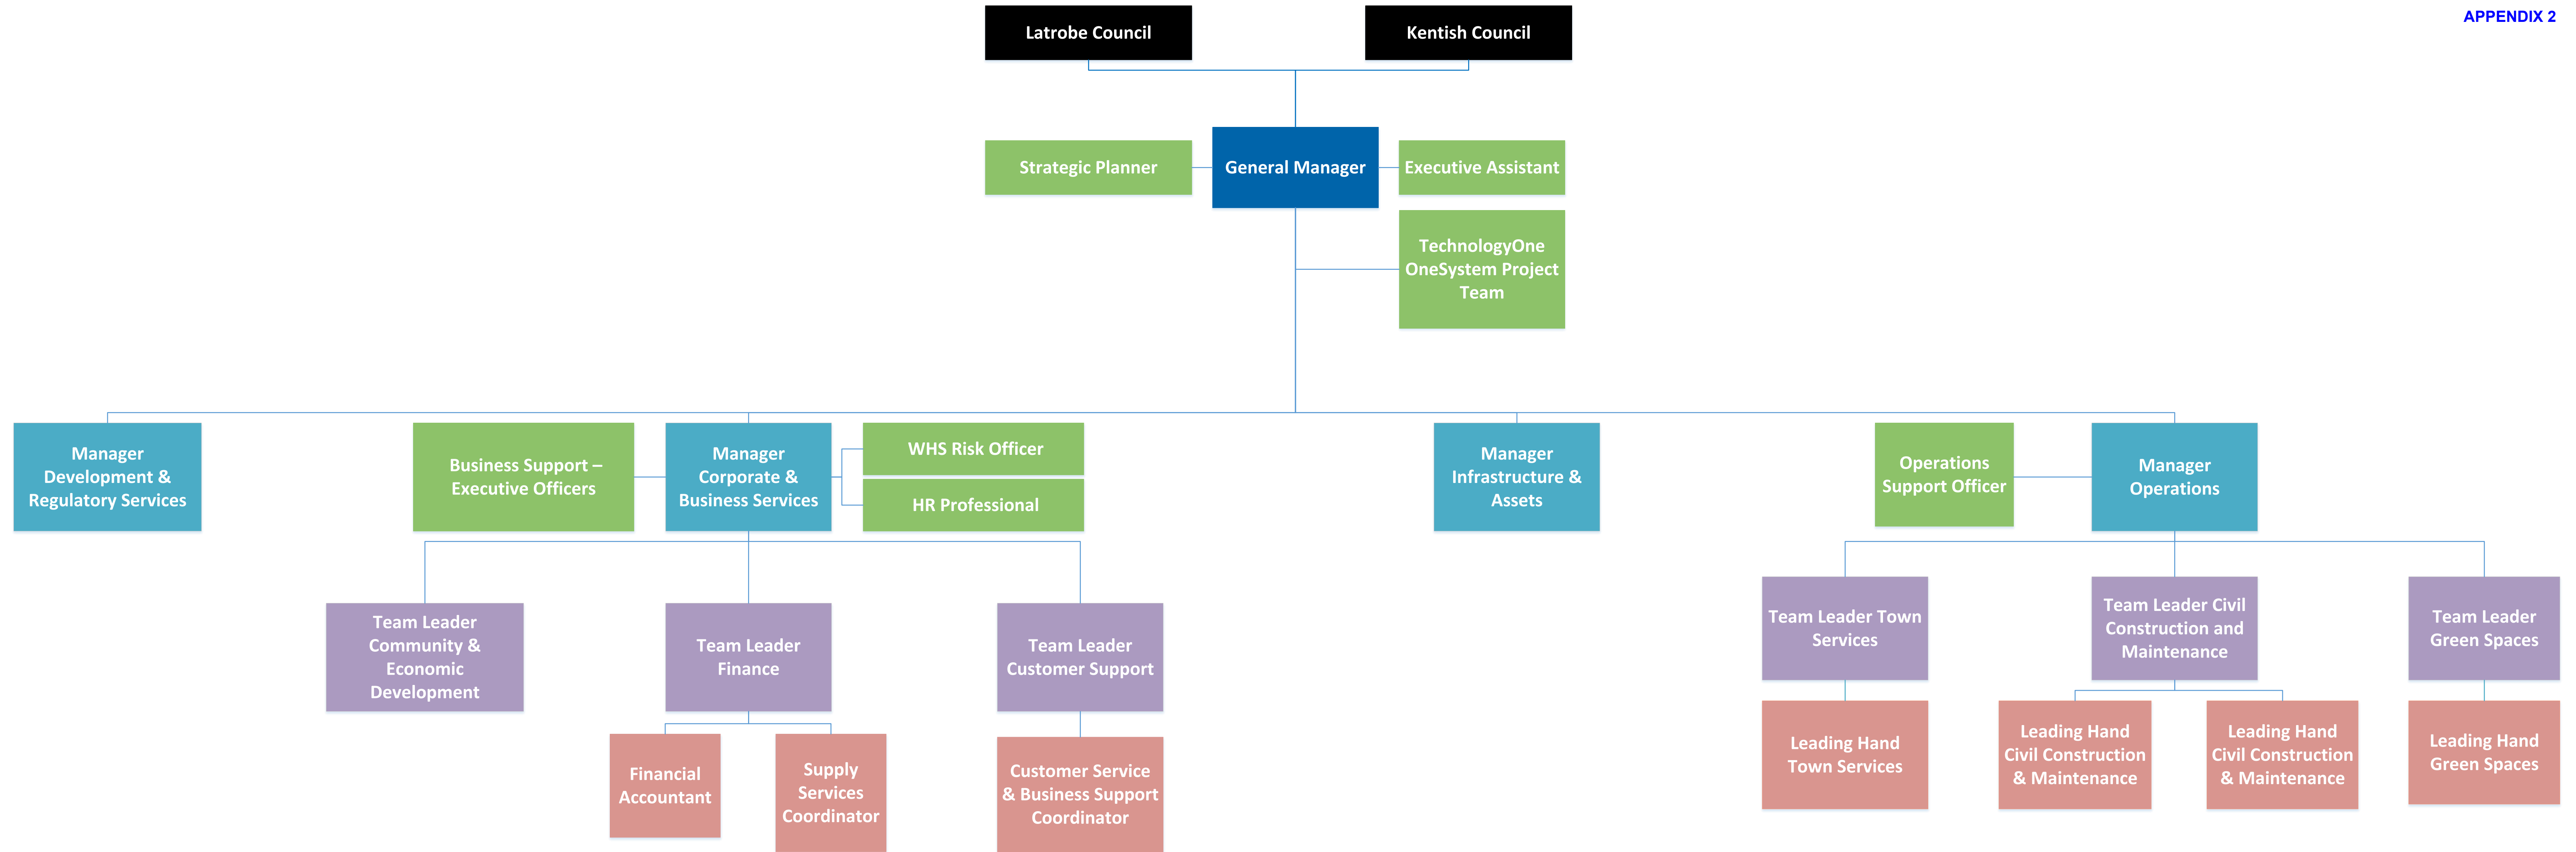 APPENDIX 2
Latrobe Council
Kentish Council
Strategic Planner
General Manager
Executive Assistant
TechnologyOne
OneSystem Project
Team
Manager
Development &
Regulatory Services
Business Support –
Executive Officers
Manager
Corporate &
Business Services
WHS Risk Officer
HR Professional
Manager
Infrastructure &
Assets
Operations
Support Officer
Manager
Operations
Team Leader
Community &
Economic
Development
Team Leader
Finance
Team Leader
Customer Support
Team Leader Town
Services
Team Leader Civil
Construction and
Maintenance
Team Leader
Green Spaces
Financial
Accountant
Supply
Services
Coordinator
Customer Service
& Business Support
Coordinator
Leading Hand
Town Services
Leading Hand
Civil Construction
& Maintenance
Leading Hand
Civil Construction
& Maintenance
Leading Hand
Green Spaces